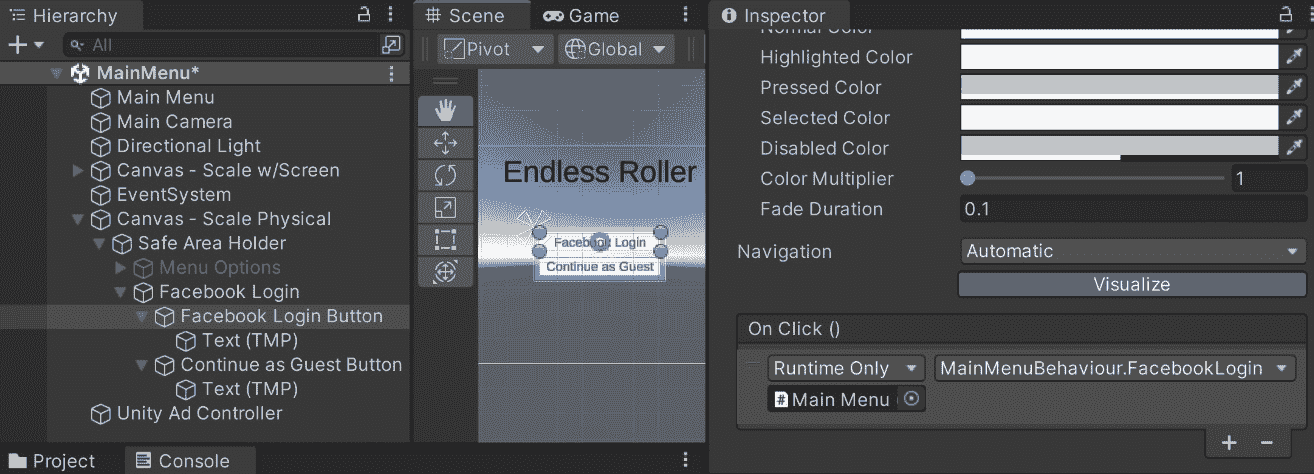 Hierarchy
All
MainMenu*
Main Menu
Main Camera
Directional Light
Canvas - Scale w/Screen
EventSystem
Canvas - Scale Physical
Safe Area Holder
Menu Options
Facebook Login
Facebook Login Button
Text (TMP)
Continue as Guest Button
Text (TMP)
Unity Ad Controller
Project
Console
Scene
Game
Pivot
Global
Endless Roller
Facebook Login
Continue as Guest
Inspector
Normal Color
Highlighted Color
Pressed Color
Selected Color
Disabled Color
Color Multiplier
1
Fade Duration
0.1
Navigation
Automatic
Visualize
On Click ()
Runtime Only
MainMenuBehaviour.FacebookLogin
# Main Menu (
+ −